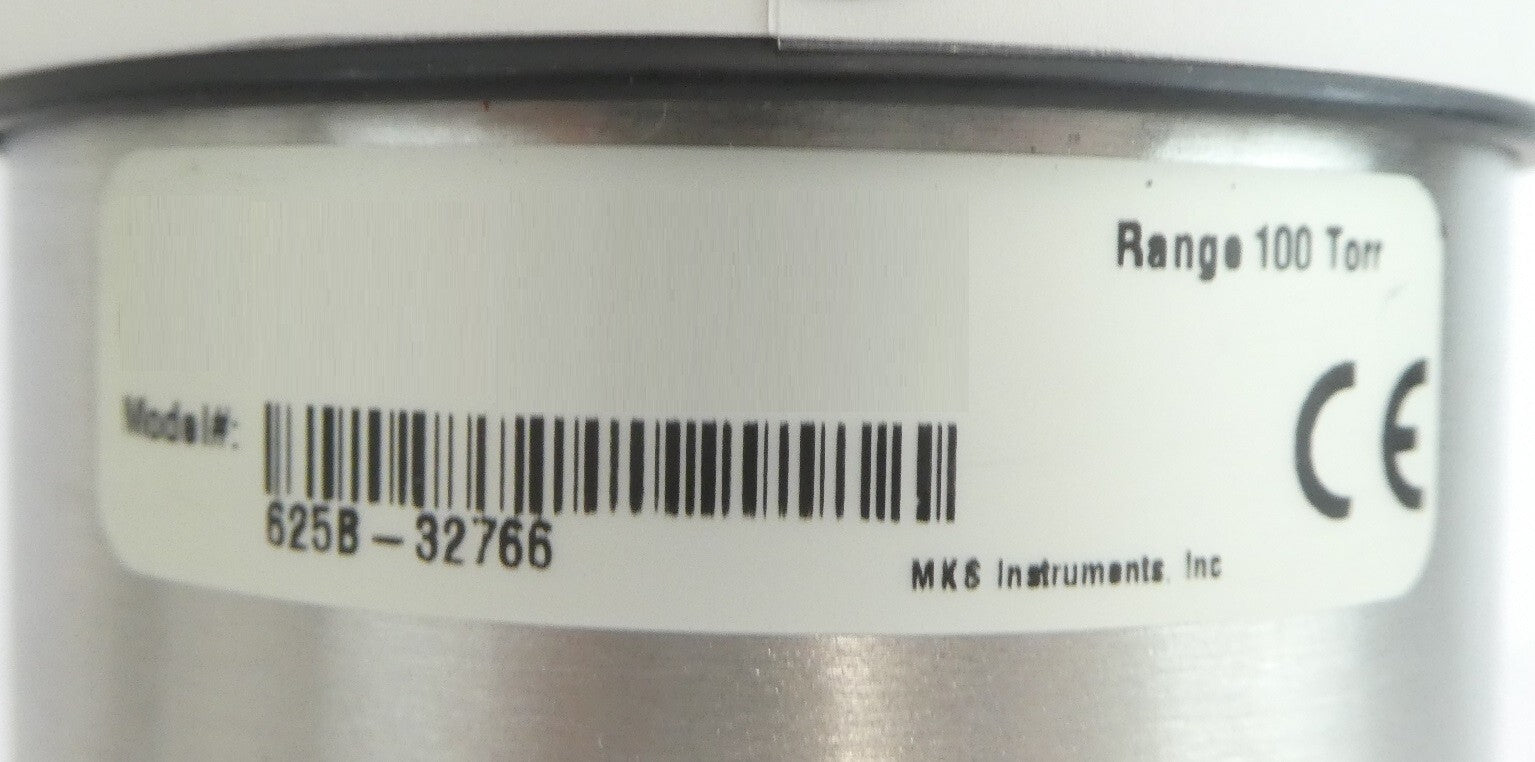 Range 100 Torr
Model#:
625B-32766
CE
MKS Instruments, Inc